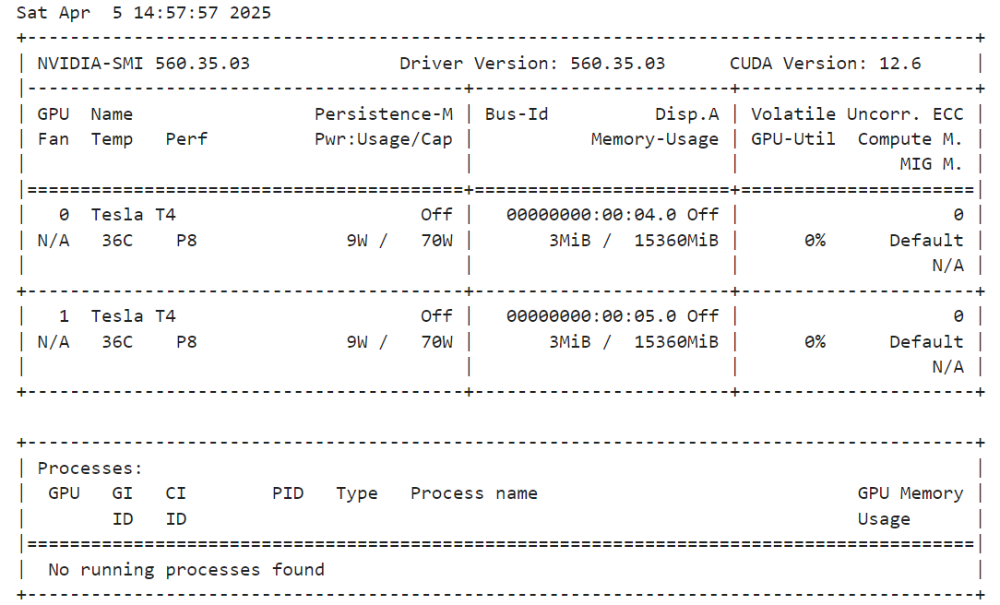 Sat Apr  5 14:57:57 2025
+-----------------------------------------------------------------------------------------+
| NVIDIA-SMI 560.35.03              Driver Version: 560.35.03      CUDA Version: 12.6     |
|-----------------------------------------+------------------------+----------------------+
| GPU  Name                 Persistence-M | Bus-Id          Disp.A | Volatile Uncorr. ECC |
| Fan  Temp   Perf          Pwr:Usage/Cap |           Memory-Usage | GPU-Util  Compute M. |
|                                         |                        |               MIG M. |
|=========================================+========================+======================|
|   0  Tesla T4                       Off |   00000000:00:04.0 Off |                    0 |
| N/A   36C    P8              9W /   70W |       3MiB /  15360MiB |      0%      Default |
|                                         |                        |                  N/A |
+-----------------------------------------+------------------------+----------------------+
|   1  Tesla T4                       Off |   00000000:00:05.0 Off |                    0 |
| N/A   36C    P8              9W /   70W |       3MiB /  15360MiB |      0%      Default |
|                                         |                        |                  N/A |
+-----------------------------------------+------------------------+----------------------+

+-----------------------------------------------------------------------------------------+
| Processes:                                                                              |
|  GPU   GI   CI        PID   Type   Process name                              GPU Memory |
|        ID   ID                                                               Usage      |
|=========================================================================================|
|  No running processes found                                                             |
+-----------------------------------------------------------------------------------------+